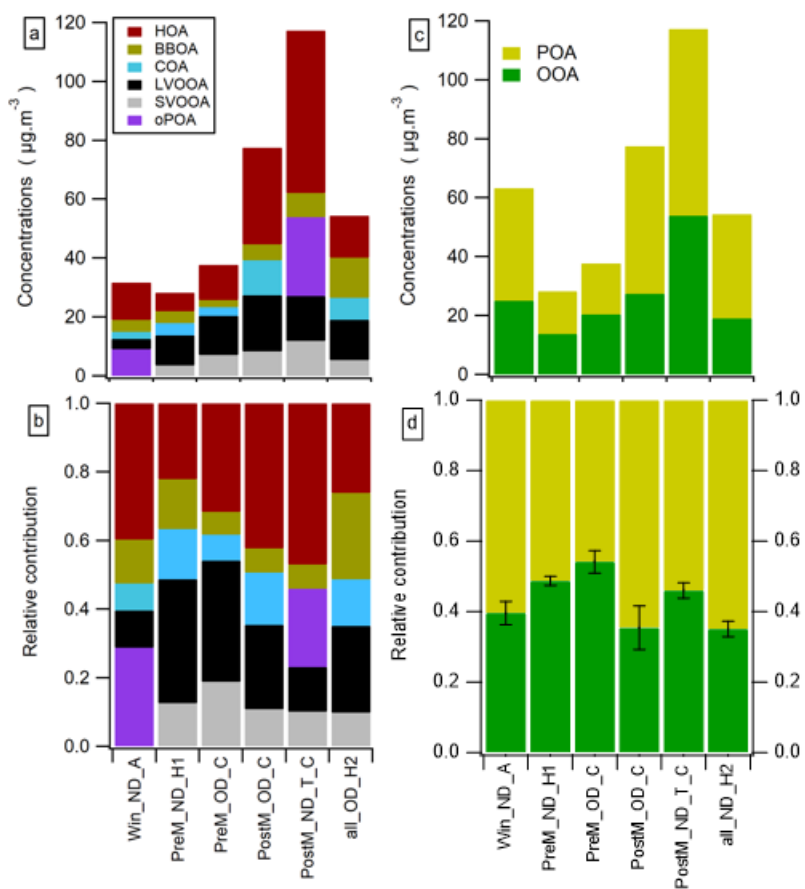 a
HOA
BBOA
COA
LVOOA
SVOOA
oPOA
120
100
80
60
40
20
0
Concentrations ( µg.m⁻³ )
c
POA
OOA
120
100
80
60
40
20
0
Concentrations ( µg.m⁻³ )
b
1.0
0.8
0.6
0.4
0.2
0.0
Relative contribution
Win_ND_A
PreM_ND_H1
PreM_OD_C
PostM_OD_C
PostM_ND_T_C
all_OD_H2
d
1.0
0.8
0.6
0.4
0.2
0.0
Relative contribution
1.0
0.8
0.6
0.4
0.2
0.0
Win_ND_A
PreM_ND_H1
PreM_OD_C
PostM_OD_C
PostM_ND_T_C
all_ND_H2